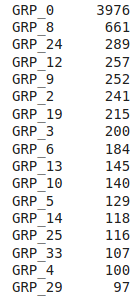 GRP_0 3976
GRP_8 661
GRP_24 289
GRP_12 257
GRP_9 252
GRP_2 241
GRP_19 215
GRP_3 200
GRP_6 184
GRP_13 145
GRP_10 140
GRP_5 129
GRP_14 118
GRP_25 116
GRP_33 107
GRP_4 100
GRP_29 97